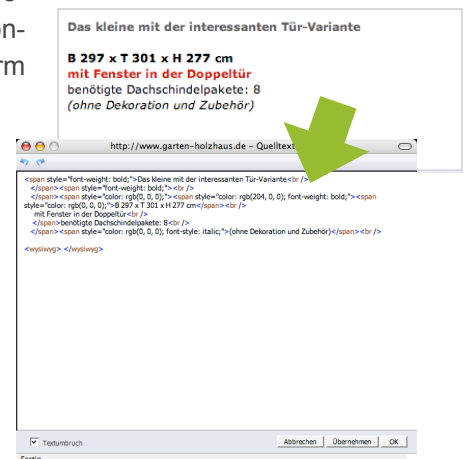 on-
rm
Das kleine mit der interessanten Tür-Variante
B 297 x T 301 x H 277 cm
mit Fenster in der Doppeltür
benötigte Dachschindelpakete: 8
(ohne Dekoration und Zubehör)
http://www.garten-holzhaus.de – Quelltext
<span style="font-weight: bold;">Das kleine mit der interessanten Tür-Variante<br />
</span><span style="font-weight: bold;"><br />
</span><span style="color: rgb(0, 0, 0);"><span style="color: rgb(204, 0, 0); font-weight: bold;"><span
style="color: rgb(0, 0, 0);">B 297 x T 301 x H 277 cm</span><br />
mit Fenster in der Doppeltür<br />
</span>benötigte Dachschindelpakete: 8<br />
</span><span style="color: rgb(0, 0, 0); font-style: italic;">(ohne Dekoration und Zubehör)</span><br />
<wysiwyg> </wysiwyg>
Textumbruch
Abbrechen Übernehmen OK
Fertig